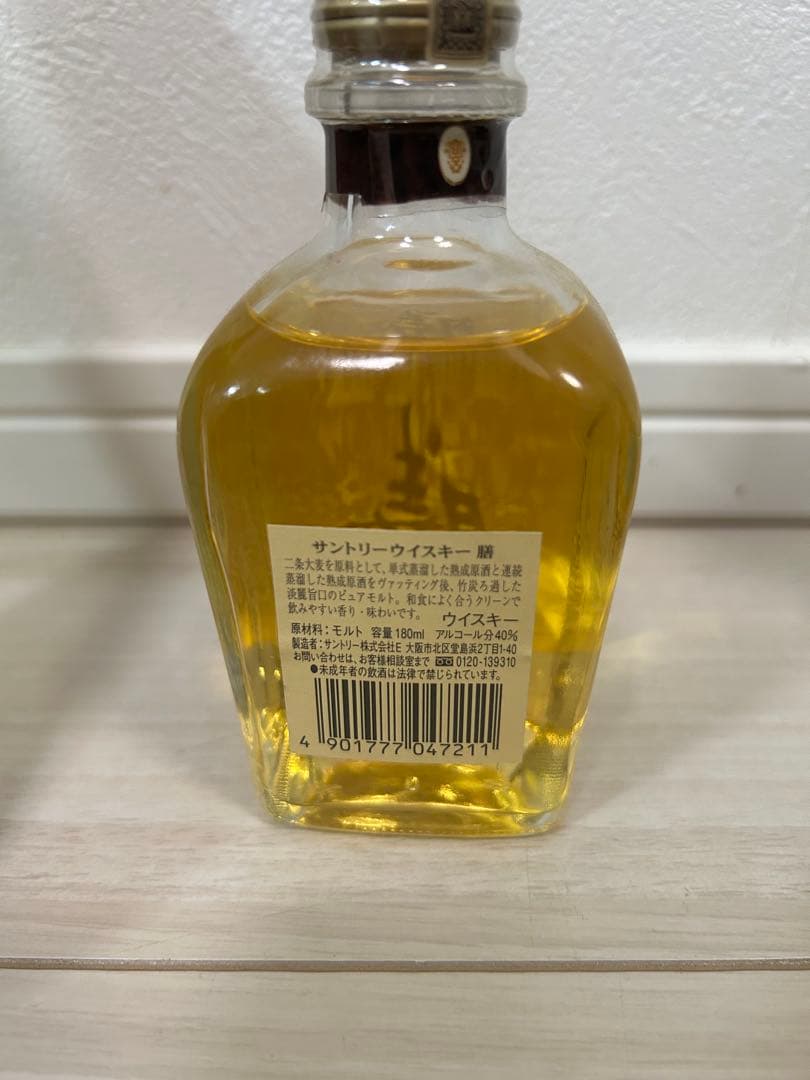 サントリーウイスキー 膳
二条大麦を原料として、単式蒸溜した熟成原酒と連続
蒸溜した熟成原酒をヴァッティング後、竹炭ろ過した
淡麗旨口のピュアモルト。和食によく合うクリーンで
飲みやすい香り・味わいです。 ウイスキー
原材料：モルト 容量180ml アルコール分40%
製造者：サントリー株式会社E 大阪市北区堂島浜2丁目1-40
お問い合わせは、お客様相談室まで 0120-139310
●未成年者の飲酒は法律で禁じられています。
4 901777 047211